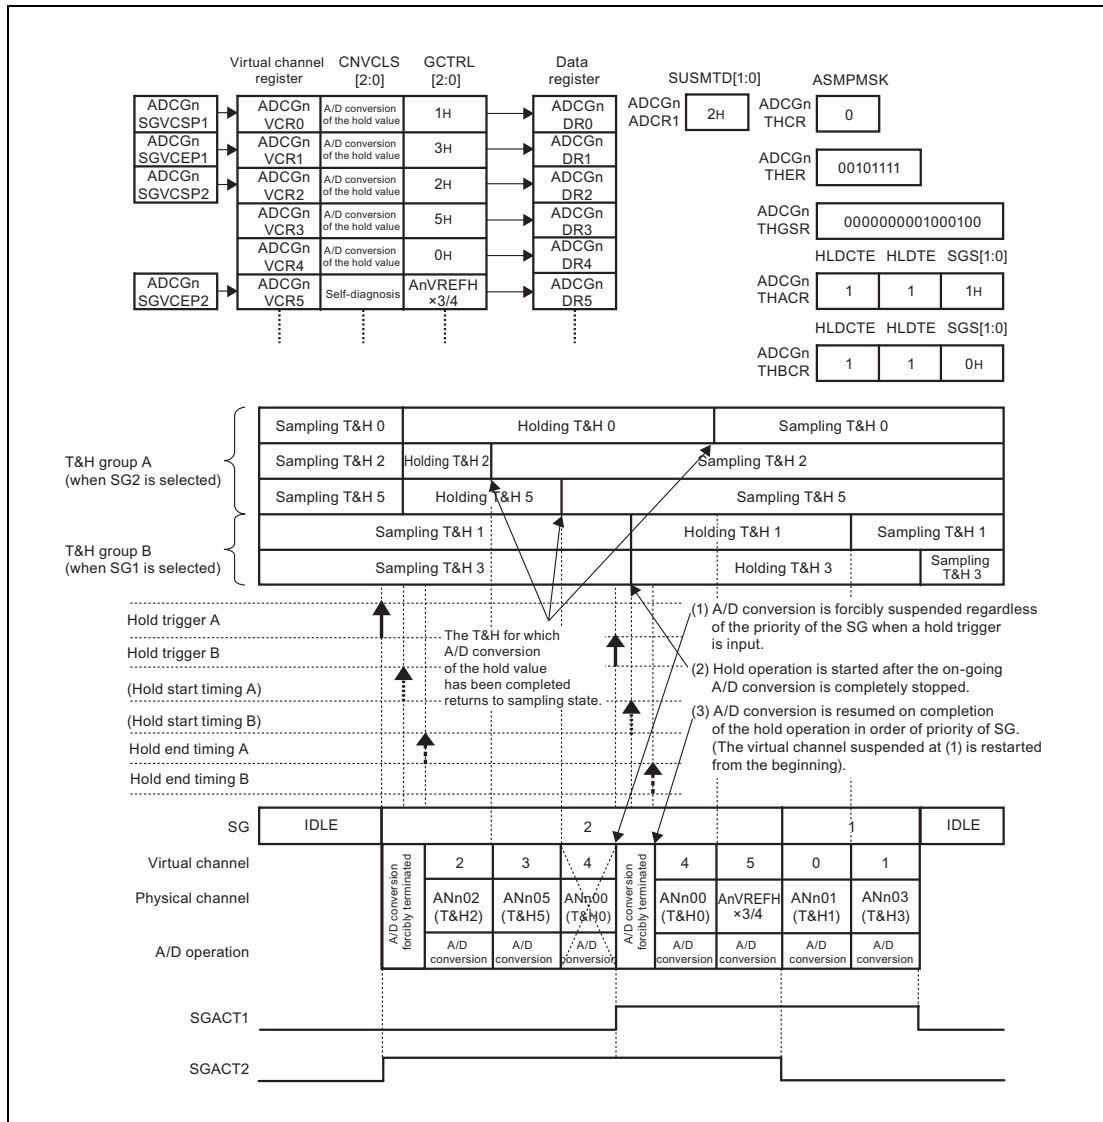 Virtual channel register CNVCLS [2:0] GCTRL [2:0] Data register
ADCGn SGVCSP1 ADCGn VCR0 A/D conversion of the hold value 1H ADCGn DR0
ADCGn SGVCEP1 ADCGn VCR1 A/D conversion of the hold value 3H ADCGn DR1
ADCGn SGVCSP2 ADCGn VCR2 A/D conversion of the hold value 2H ADCGn DR2
ADCGn VCR3 A/D conversion of the hold value 5H ADCGn DR3
ADCGn VCR4 A/D conversion of the hold value 0H ADCGn DR4
ADCGn SGVCEP2 ADCGn VCR5 Self-diagnosis AnVREFH ×3/4 ADCGn DR5
SUSMTD[1:0]
ADCGn ADCR1 2H
ASMPMSK
ADCGn THCR 0
ADCGn THER 00101111
ADCGn THGSR 0000000001000100
HLDCTE HLDTE SGS[1:0]
ADCGn THACR 1 1 1H
HLDCTE HLDTE SGS[1:0]
ADCGn THBCR 1 1 0H
T&H group A
(when SG2 is selected)
Sampling T&H 0 Holding T&H 0 Sampling T&H 0
Sampling T&H 2 Holding T&H 2 Sampling T&H 2
Sampling T&H 5 Holding T&H 5 Sampling T&H 5
T&H group B
(when SG1 is selected)
Sampling T&H 1 Holding T&H 1 Sampling T&H 1
Sampling T&H 3 Holding T&H 3 Sampling T&H 3
Hold trigger A
Hold trigger B
(Hold start timing A)
(Hold start timing B)
Hold end timing A
Hold end timing B
The T&H for which
A/D conversion
of the hold value
has been completed
returns to sampling state.
(1) A/D conversion is forcibly suspended regardless
of the priority of the SG when a hold trigger
is input.
(2) Hold operation is started after the on-going
A/D conversion is completely stopped.
(3) A/D conversion is resumed on completion
of the hold operation in order of priority of SG.
(The virtual channel suspended at (1) is restarted
from the beginning).
SG IDLE 2 1 IDLE
Virtual channel 2 3 4 4 5 0 1
A/D conversion forcibly terminated
A/D conversion forcibly terminated
Physical channel ANn02 (T&H2) ANn05 (T&H5) ANn00 (T&H0) ANn00 (T&H0) AnVREFH ×3/4 ANn01 (T&H1) ANn03 (T&H3)
A/D operation A/D conversion A/D conversion A/D conversion A/D conversion A/D conversion A/D conversion A/D conversion
SGACT1
SGACT2